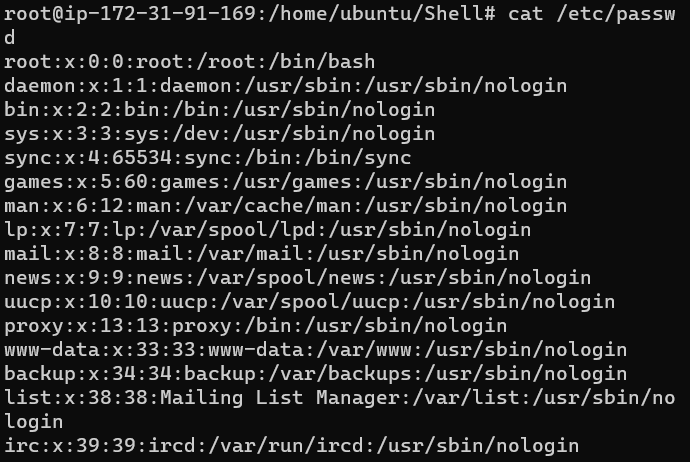 root@ip-172-31-91-169:/home/ubuntu/Shell# cat /etc/passw
d
root:x:0:0:root:/root:/bin/bash
daemon:x:1:1:daemon:/usr/sbin:/usr/sbin/nologin
bin:x:2:2:bin:/bin:/usr/sbin/nologin
sys:x:3:3:sys:/dev:/usr/sbin/nologin
sync:x:4:65534:sync:/bin:/bin/sync
games:x:5:60:games:/usr/games:/usr/sbin/nologin
man:x:6:12:man:/var/cache/man:/usr/sbin/nologin
lp:x:7:7:lp:/var/spool/lpd:/usr/sbin/nologin
mail:x:8:8:mail:/var/mail:/usr/sbin/nologin
news:x:9:9:news:/var/spool/news:/usr/sbin/nologin
uucp:x:10:10:uucp:/var/spool/uucp:/usr/sbin/nologin
proxy:x:13:13:proxy:/bin:/usr/sbin/nologin
www-data:x:33:33:www-data:/var/www:/usr/sbin/nologin
backup:x:34:34:backup:/var/backups:/usr/sbin/nologin
list:x:38:38:Mailing List Manager:/var/list:/usr/sbin/no
login
irc:x:39:39:ircd:/var/run/ircd:/usr/sbin/nologin